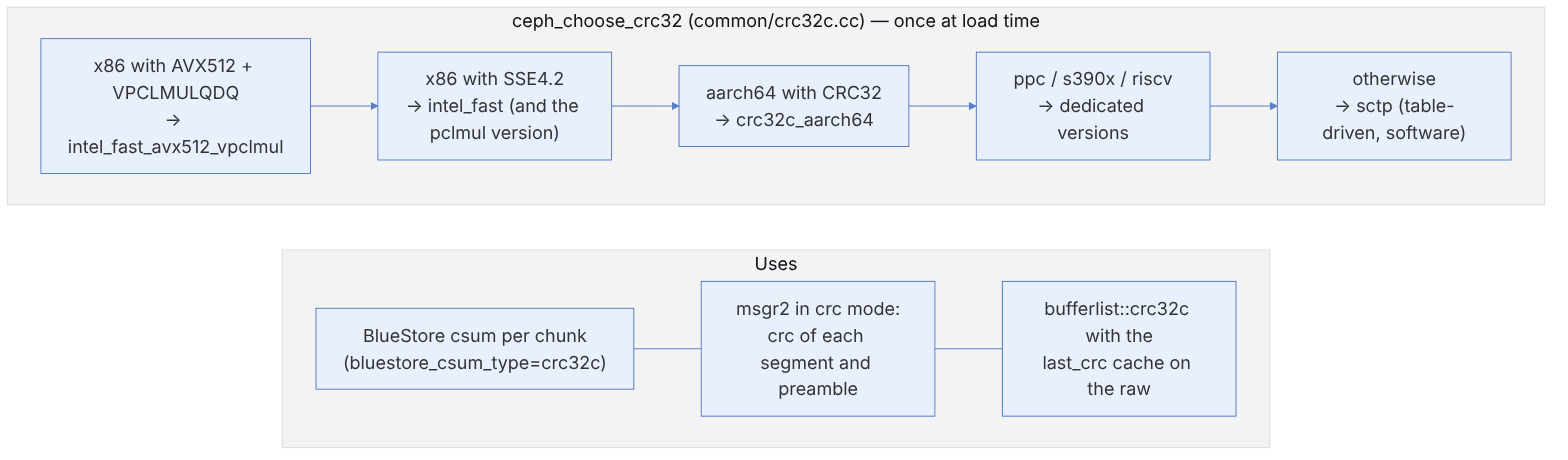 ceph_choose_crc32 (common/crc32c.cc) — once at load time
x86 with AVX512 +
VPCLMULQDQ
→
intel_fast_avx512_vpclmul
x86 with SSE4.2
→ intel_fast (and the
pclmul version)
aarch64 with CRC32
→ crc32c_aarch64
ppc / s390x / riscv
→ dedicated
versions
otherwise
→ sctp (table-
driven, software)
Uses
BlueStore csum per chunk
(bluestore_csum_type=crc32c)
msgr2 in crc mode:
crc of each
segment and
preamble
bufferlist::crc32c
with the
last_crc cache on
the raw